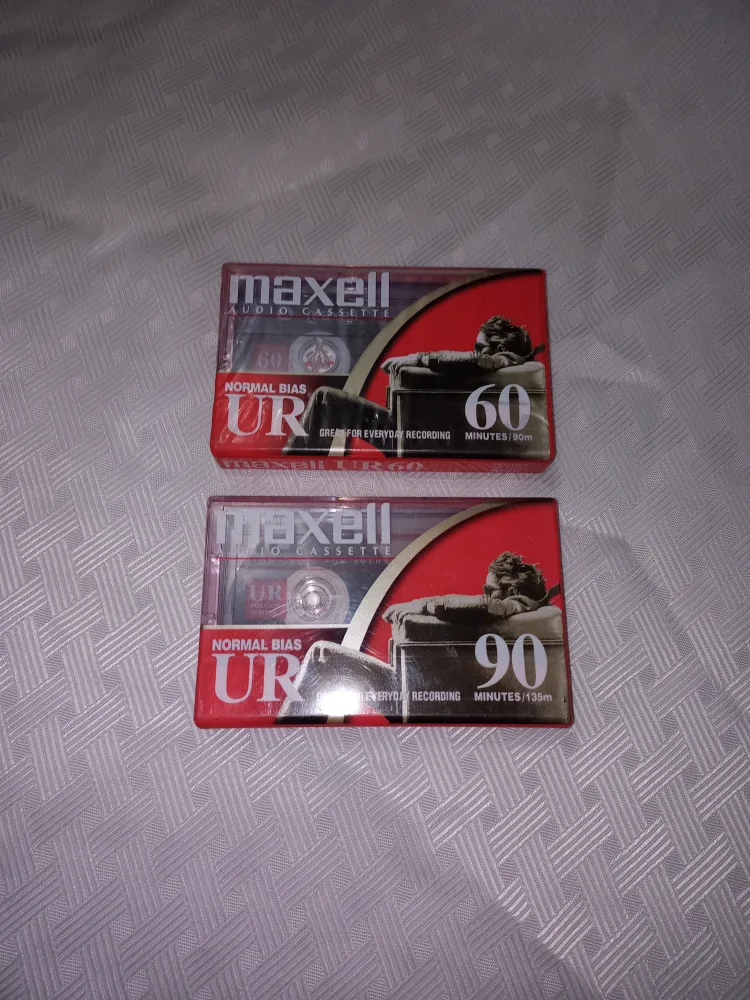 maxell
AUDIO CASSETTE
60
NORMAL BIAS
UR
GREAT FOR EVERYDAY RECORDING
60
MINUTES/90m
maxell UR 60
maxell
AUDIO CASSETTE
UR
NORMAL BIAS
UR
EVERYDAY RECORDING
90
MINUTES/135m